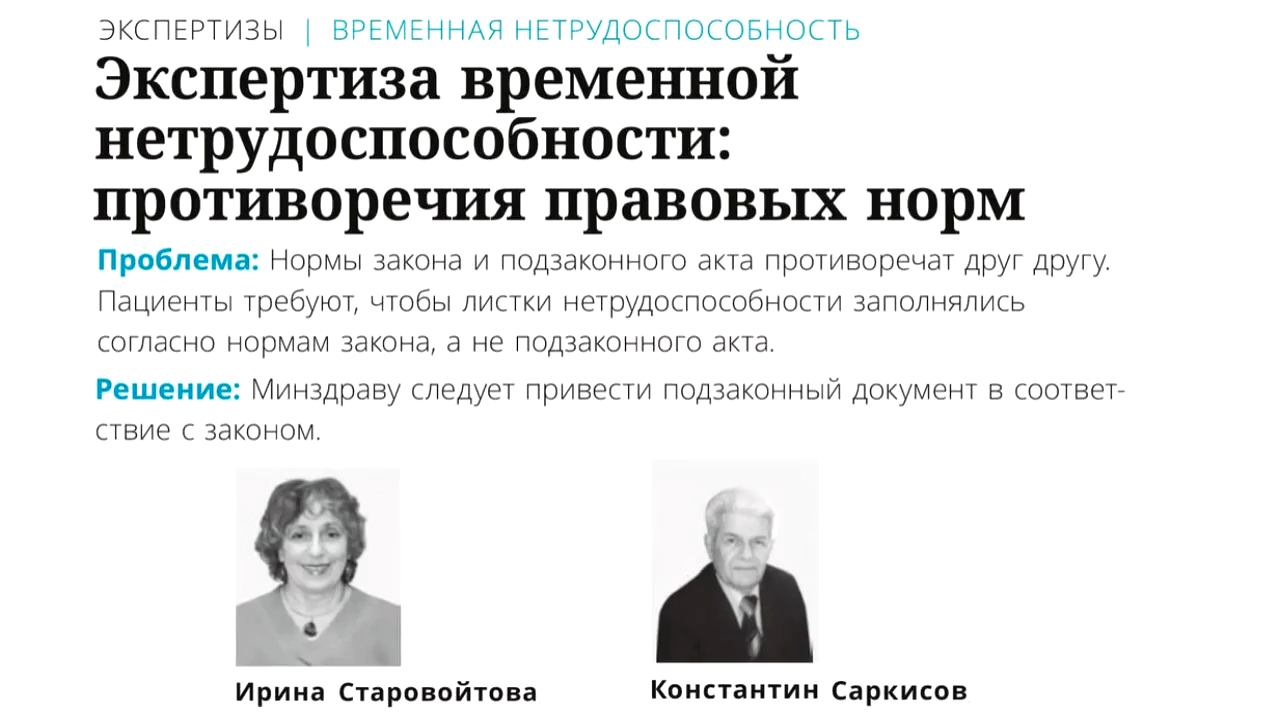 ЭКСПЕРТИЗЫ | ВРЕМЕННАЯ НЕТРУДОСПОСОБНОСТЬ
Экспертиза временной
нетрудоспособности:
противоречия правовых норм
Проблема: Нормы закона и подзаконного акта противоречат друг другу.
Пациенты требуют, чтобы листки нетрудоспособности заполнялись
согласно нормам закона, а не подзаконного акта.
Решение: Минздраву следует привести подзаконный документ в соответ-
ствие с законом.
Ирина Старовойтова
Константин Саркисов